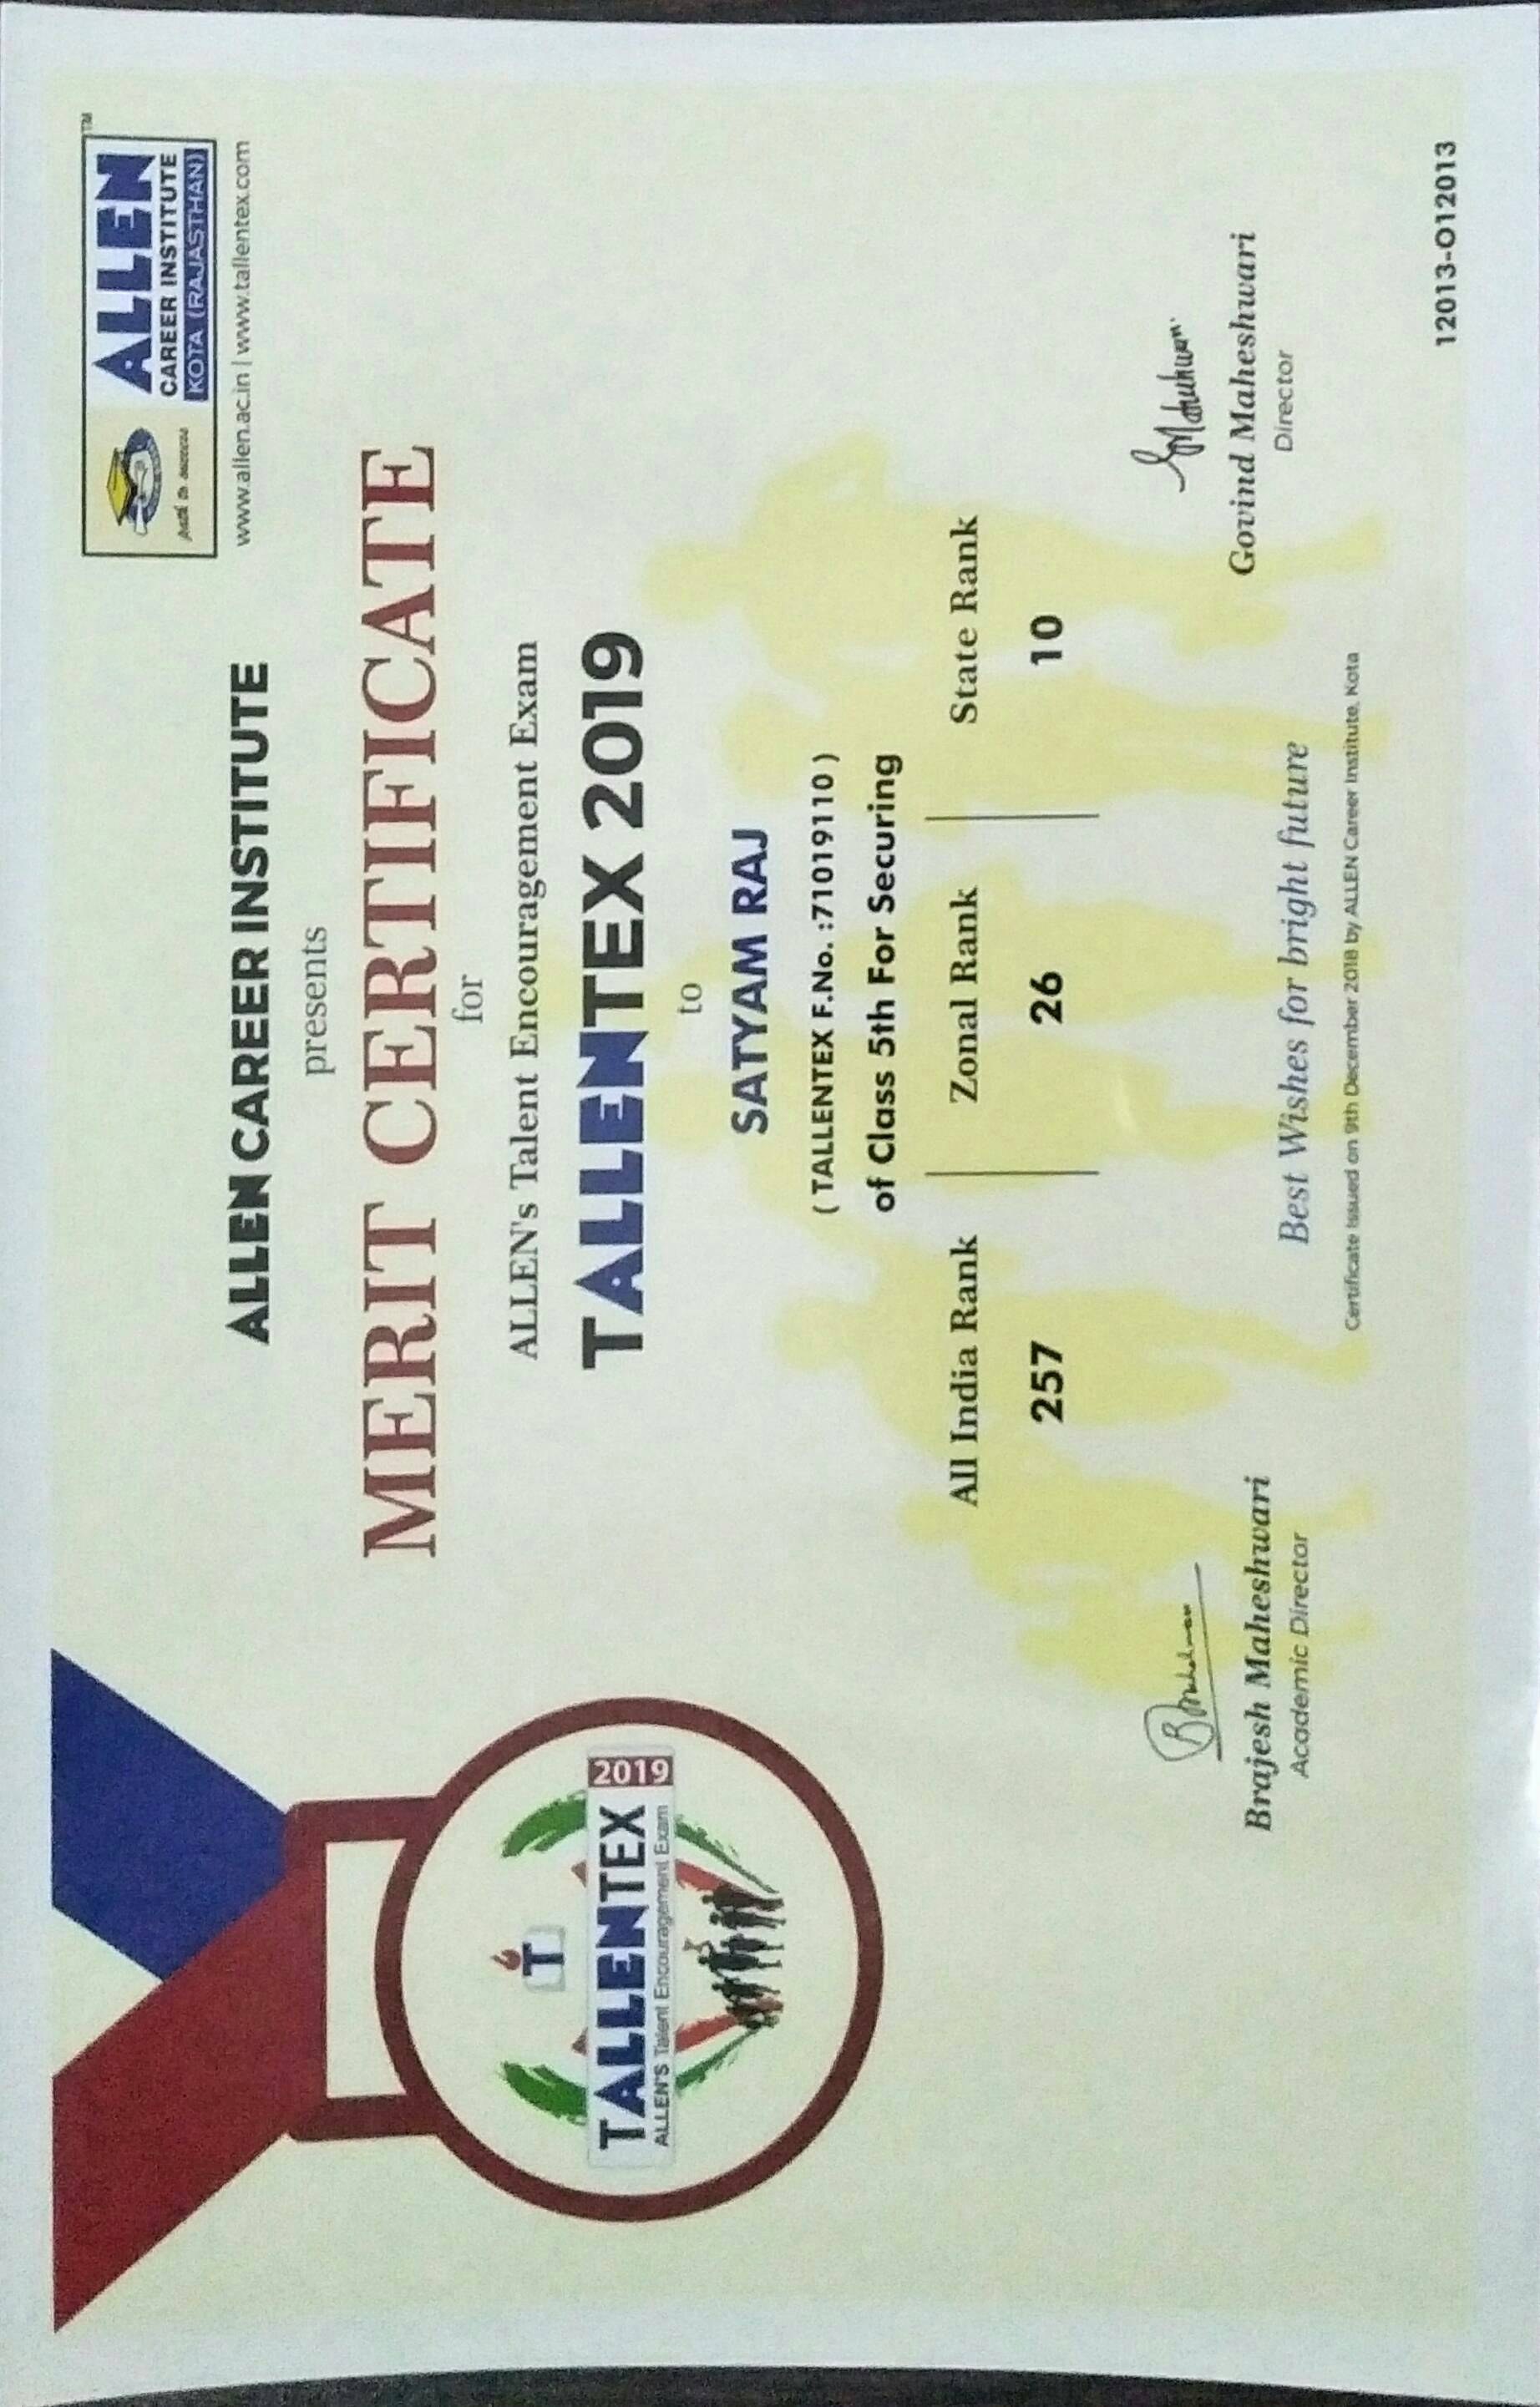 ALLEN
CAREER INSTITUTE
KOTA (RAJASTHAN)
path to success
TM
www.allen.ac.in | www.tallentex.com
ALLEN CAREER INSTITUTE
presents
MERIT CERTIFICATE
for
ALLEN's Talent Encouragement Exam
TALLENTEX 2019
to
SATYAM RAJ
( TALLENTEX F.No. :71019110 )
of Class 5th For Securing
All India Rank Zonal Rank State Rank
257 26 10
T
TALLENTEX 2019
ALLEN'S Talent Encouragement Exam
Brajesh Maheshwari
Academic Director
Govind Maheshwari
Director
Best Wishes for bright future
Certificate Issued on 9th December 2018 by ALLEN Career Institute, Kota
12013-O12013